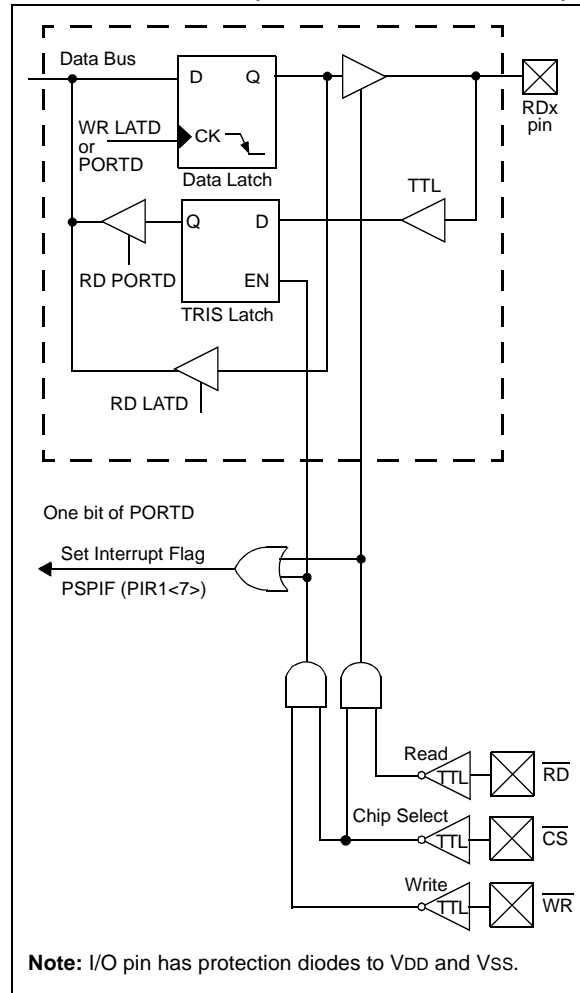 Data Bus
D Q
RDx
pin
WR LATD
or
PORTD
CK
Data Latch
TTL
Q D
RD PORTD
EN
TRIS Latch
RD LATD
One bit of PORTD
Set Interrupt Flag
PSPIF (PIR1<7>)
Read
TTL
RD
Chip Select
TTL
CS
Write
TTL
WR
Note: I/O pin has protection diodes to VDD and VSS.